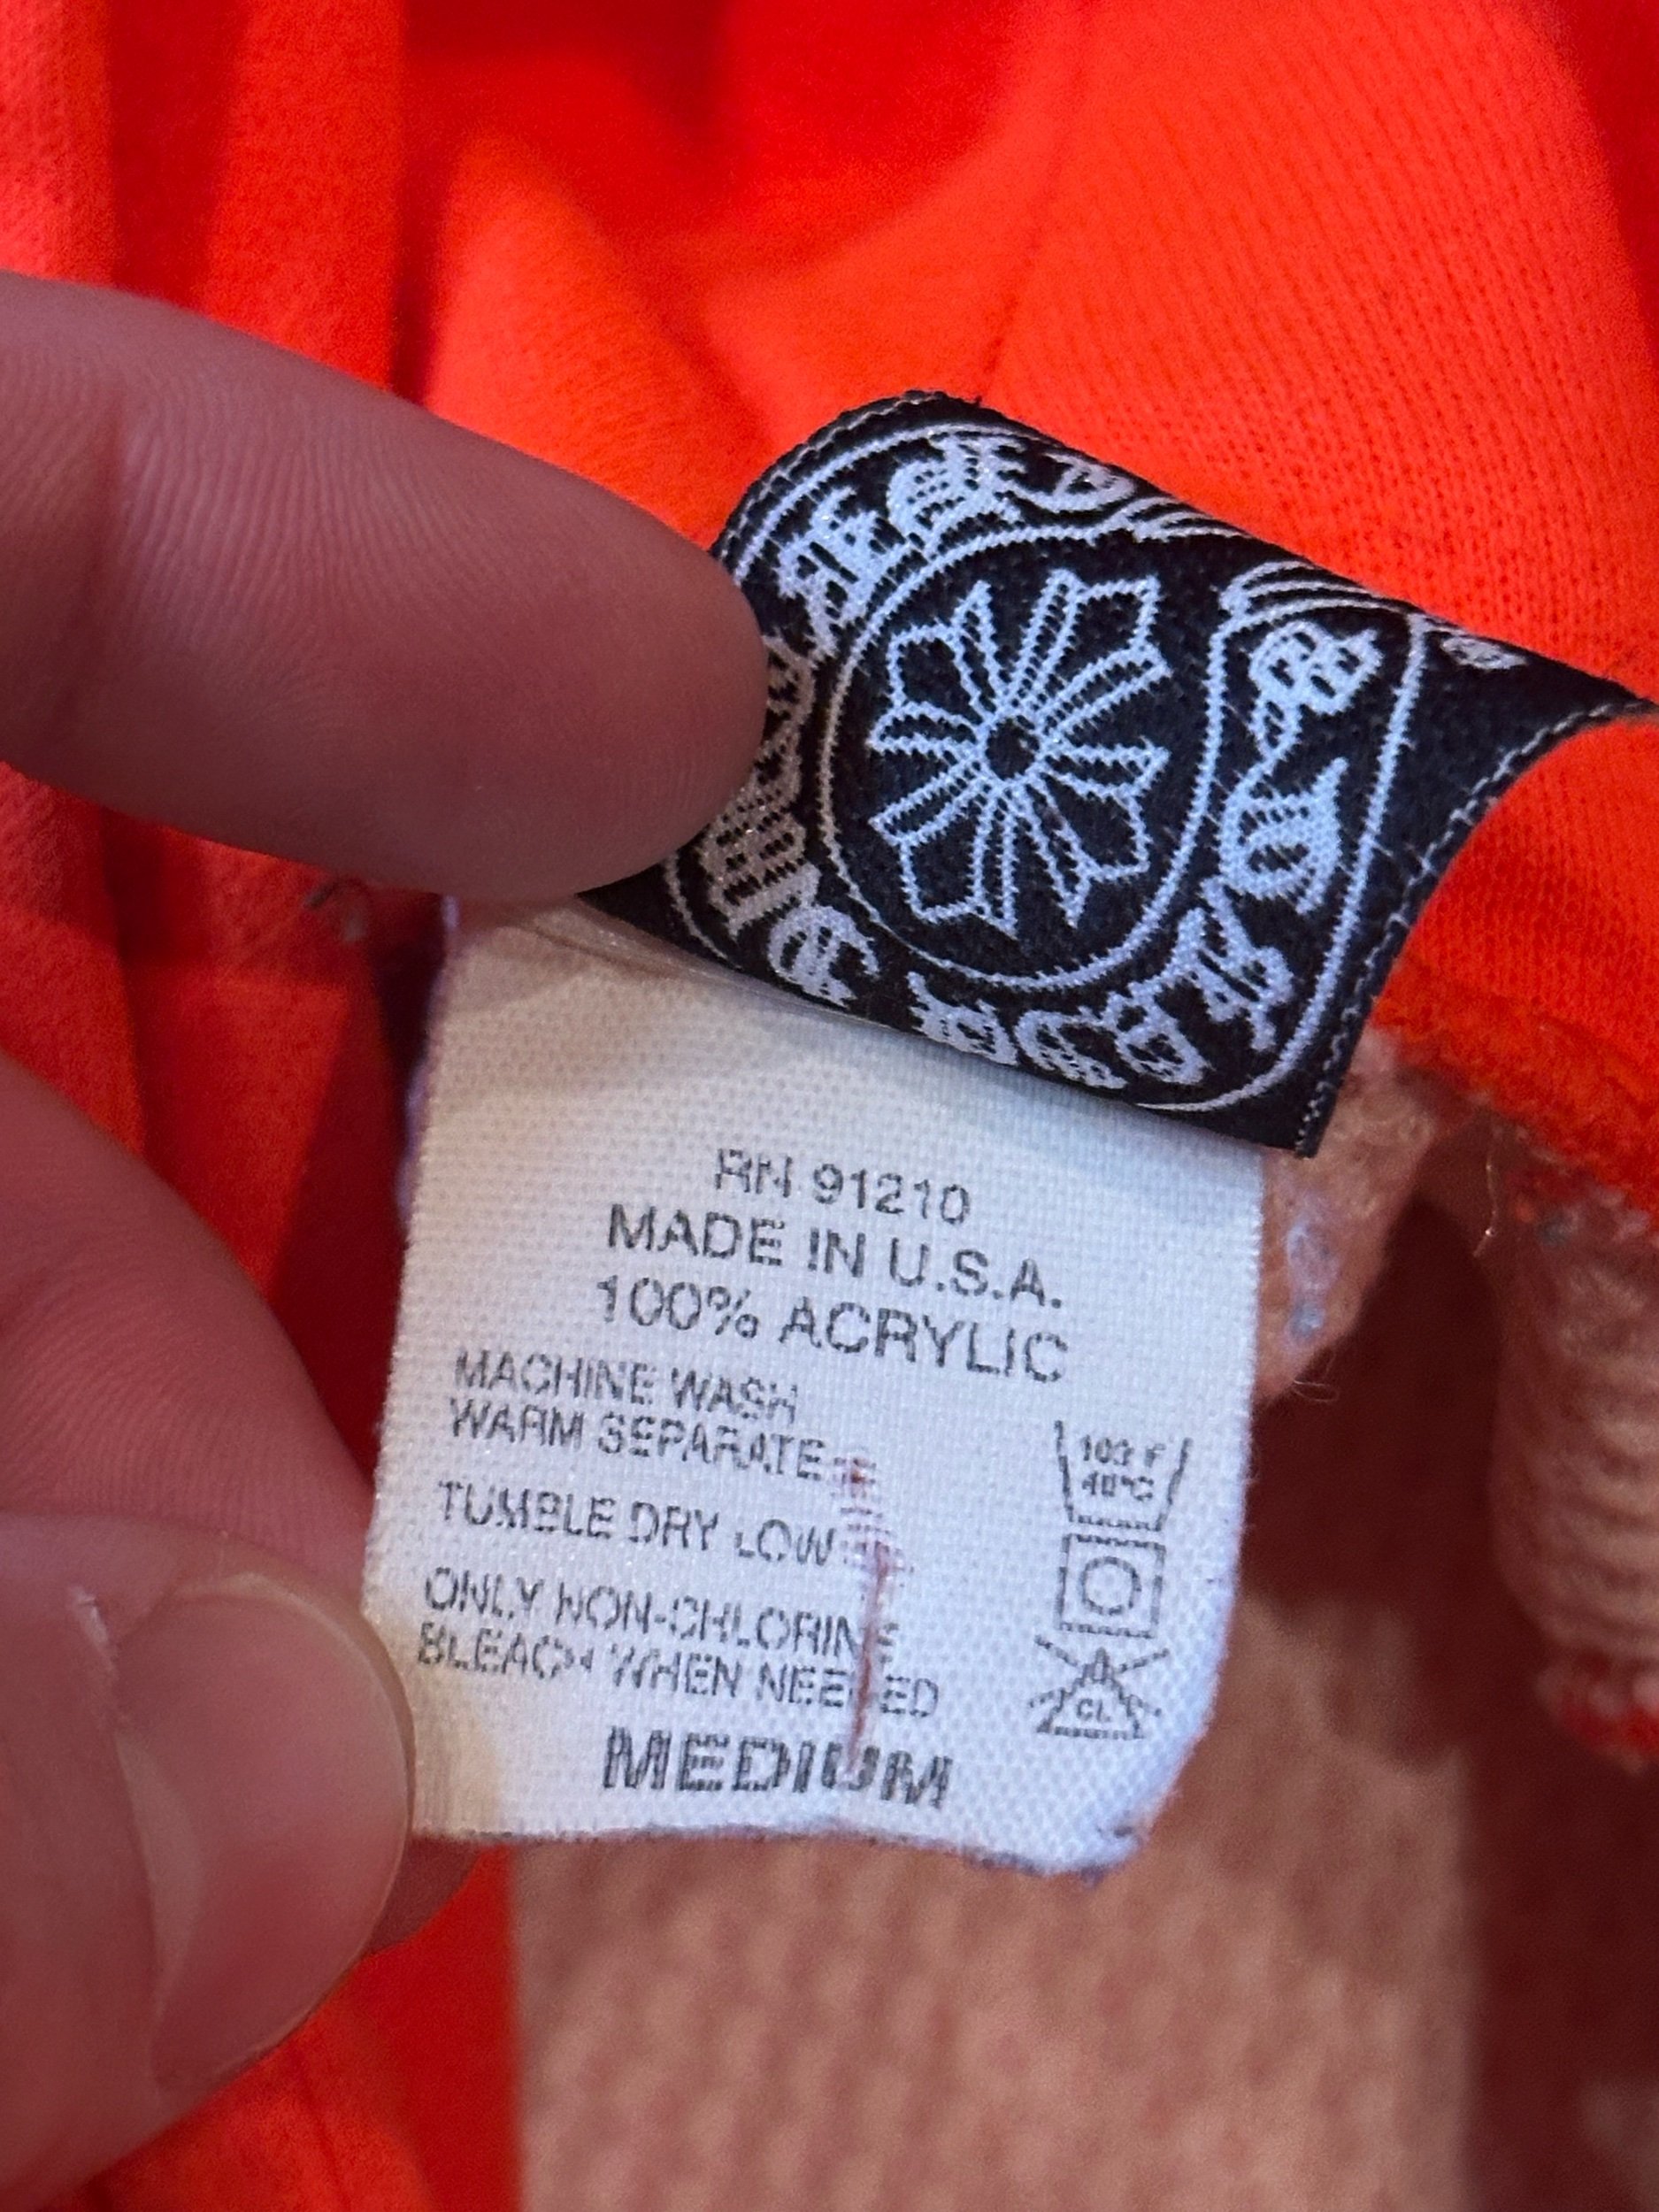 RN 91210
MADE IN U.S.A.
100% ACRYLIC
MACHINE WASH
WARM SEPARATE
TUMBLE DRY LOW
ONLY NON-CHLORINE
BLEACH WHEN NEEDED
MEDIUM
102°F
40°C
CL